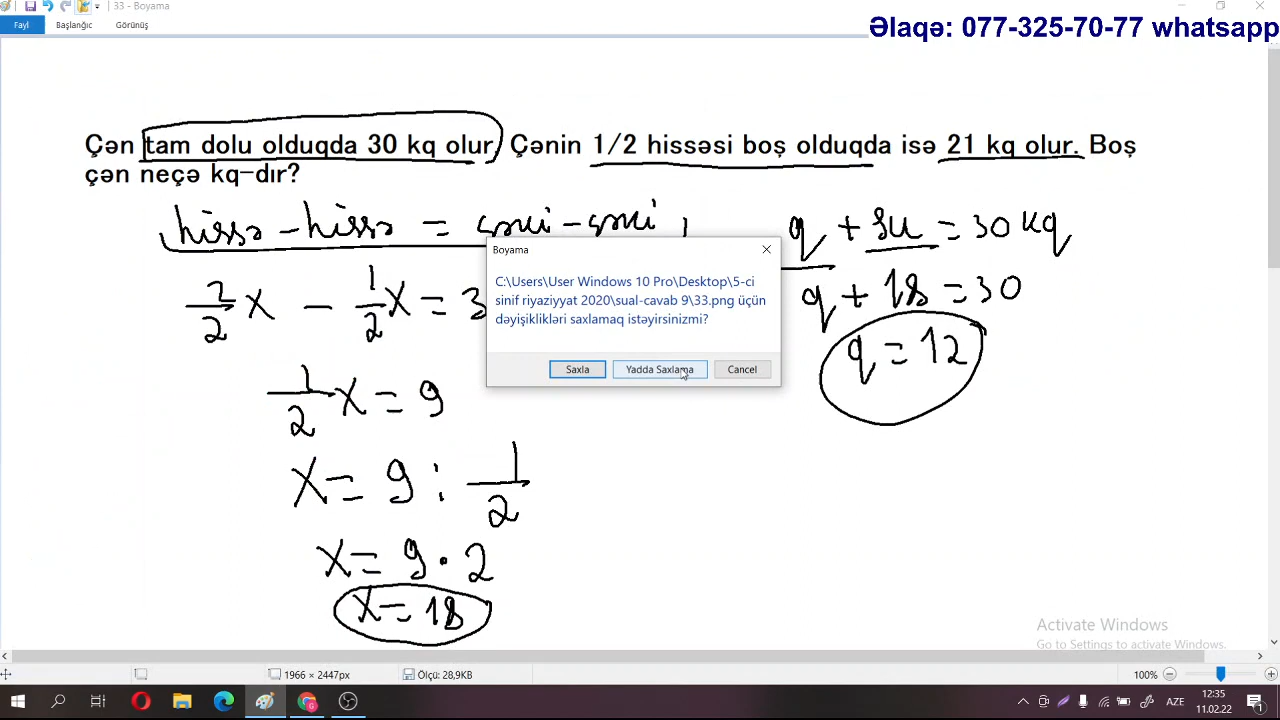 33 - Boyama
Əlaqə: 077-325-70-77 whatsapp
Fayl Başlanğıc Görünüş
Çən tam dolu olduqda 30 kq olur, Çənin 1/2 hissəsi boş olduqda isə 21 kq olur. Boş
çən neçə kq-dır?
hissə - hissə = çəki - çəki
2/2 X - 1/2 X = 3
1/2 X = 9
X = 9 : 1/2
X = 9 · 2
X = 18
q + su = 30 kq
q + 18 = 30
q = 12
Boyama
C:\Users\User Windows 10 Pro\Desktop\5-ci
sinif riyaziyyat 2020\sual-cavab 9\33.png üçün
dəyişiklikləri saxlamaq istəyirsinizmi?
Saxla Yadda Saxlama Cancel
Activate Windows
Go to Settings to activate Windows.
1966 × 2447px Ölçü: 28,9KB 100%
AZE 12:35
11.02.22